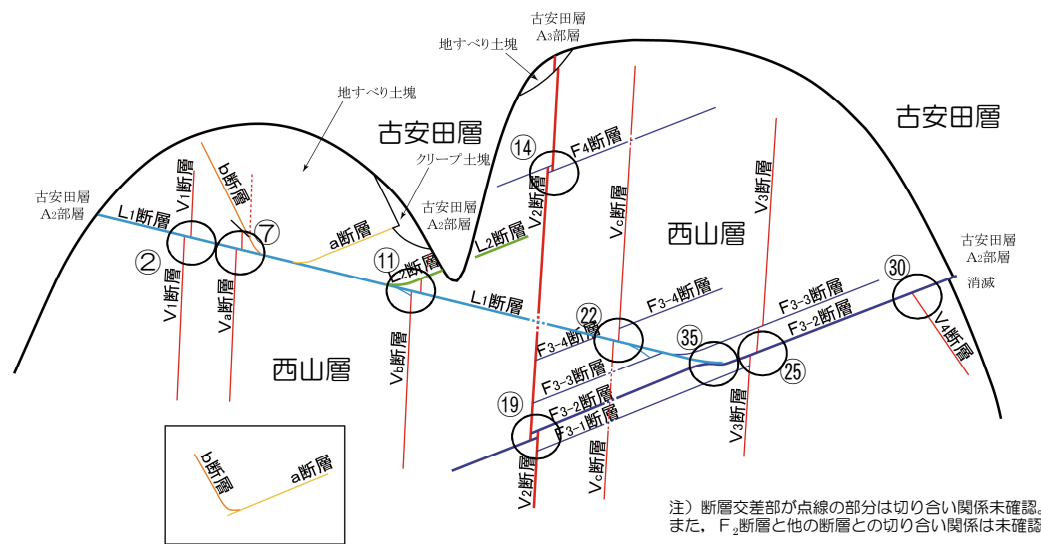 古安田層
A3部層
地すべり土塊
地すべり土塊
古安田層
古安田層
⑭
F4断層
クリープ土塊
b断層
V1断層
V2断層
Vc断層
V3断層
古安田層
A2部層
L1断層
古安田層
A2部層
西山層
古安田層
A2部層
消滅
⑦
②
a断層
L2断層
⑪
L2断層
V1断層
Va断層
L1断層
F3-4断層
㉒
F3-3断層
㉚
F3-2断層
V4断層
F3-4断層
㉟
西山層
Vb断層
F3-3断層
㉕
F3-2断層
⑲
F3-1断層
V3断層
V2断層
Vc断層
b断層
a断層
注）断層交差部が点線の部分は切り合い関係未確認。
また，F2断層と他の断層との切り合い関係は未確認